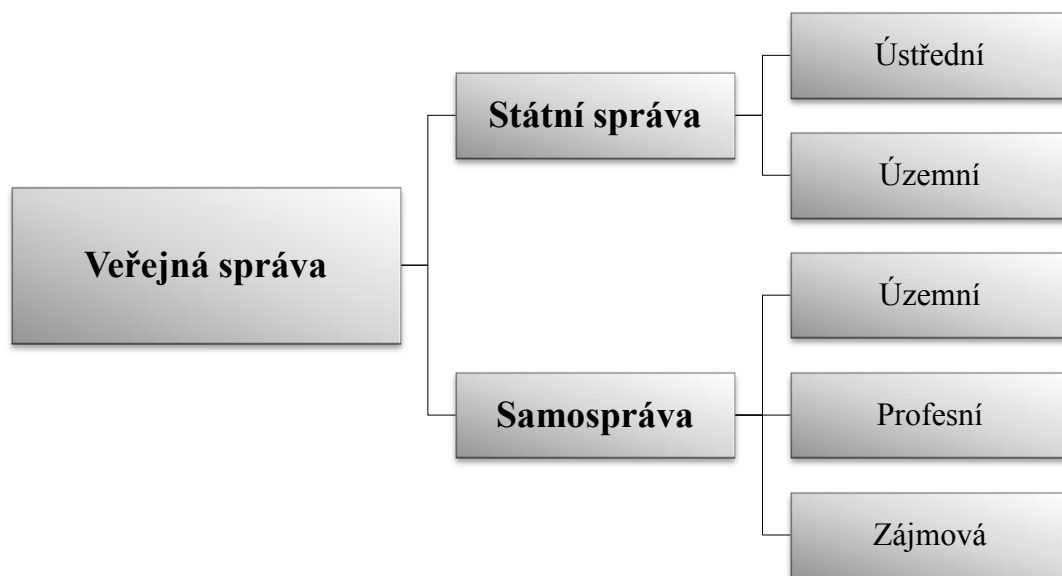 Veřejná správa
Státní správa
Ústřední
Územní
Samospráva
Územní
Profesní
Zájmová